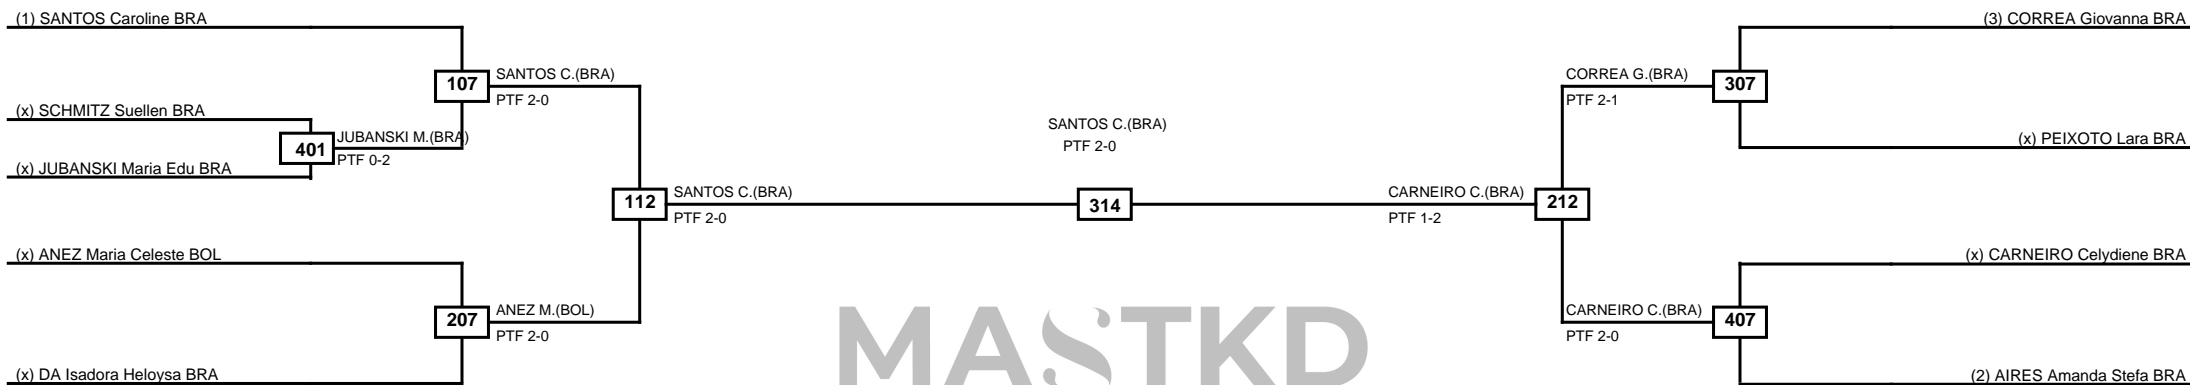 (1) SANTOS Caroline BRA
(3) CORREA Giovanna BRA
107
SANTOS C.(BRA)
PTF 2-0
CORREA G.(BRA)
PTF 2-1
307
(x) SCHMITZ Suellen BRA
401
JUBANSKI M.(BRA)
PTF 0-2
(x) JUBANSKI Maria Edu BRA
SANTOS C.(BRA)
PTF 2-0
(x) PEIXOTO Lara BRA
112
SANTOS C.(BRA)
PTF 2-0
314
CARNEIRO C.(BRA)
PTF 1-2
212
(x) ANEZ Maria Celeste BOL
(x) CARNEIRO Celydiene BRA
207
ANEZ M.(BOL)
PTF 2-0
CARNEIRO C.(BRA)
PTF 2-0
407
(x) DA Isadora Heloysa BRA
(2) AIRES Amanda Stefa BRA
MASTKD